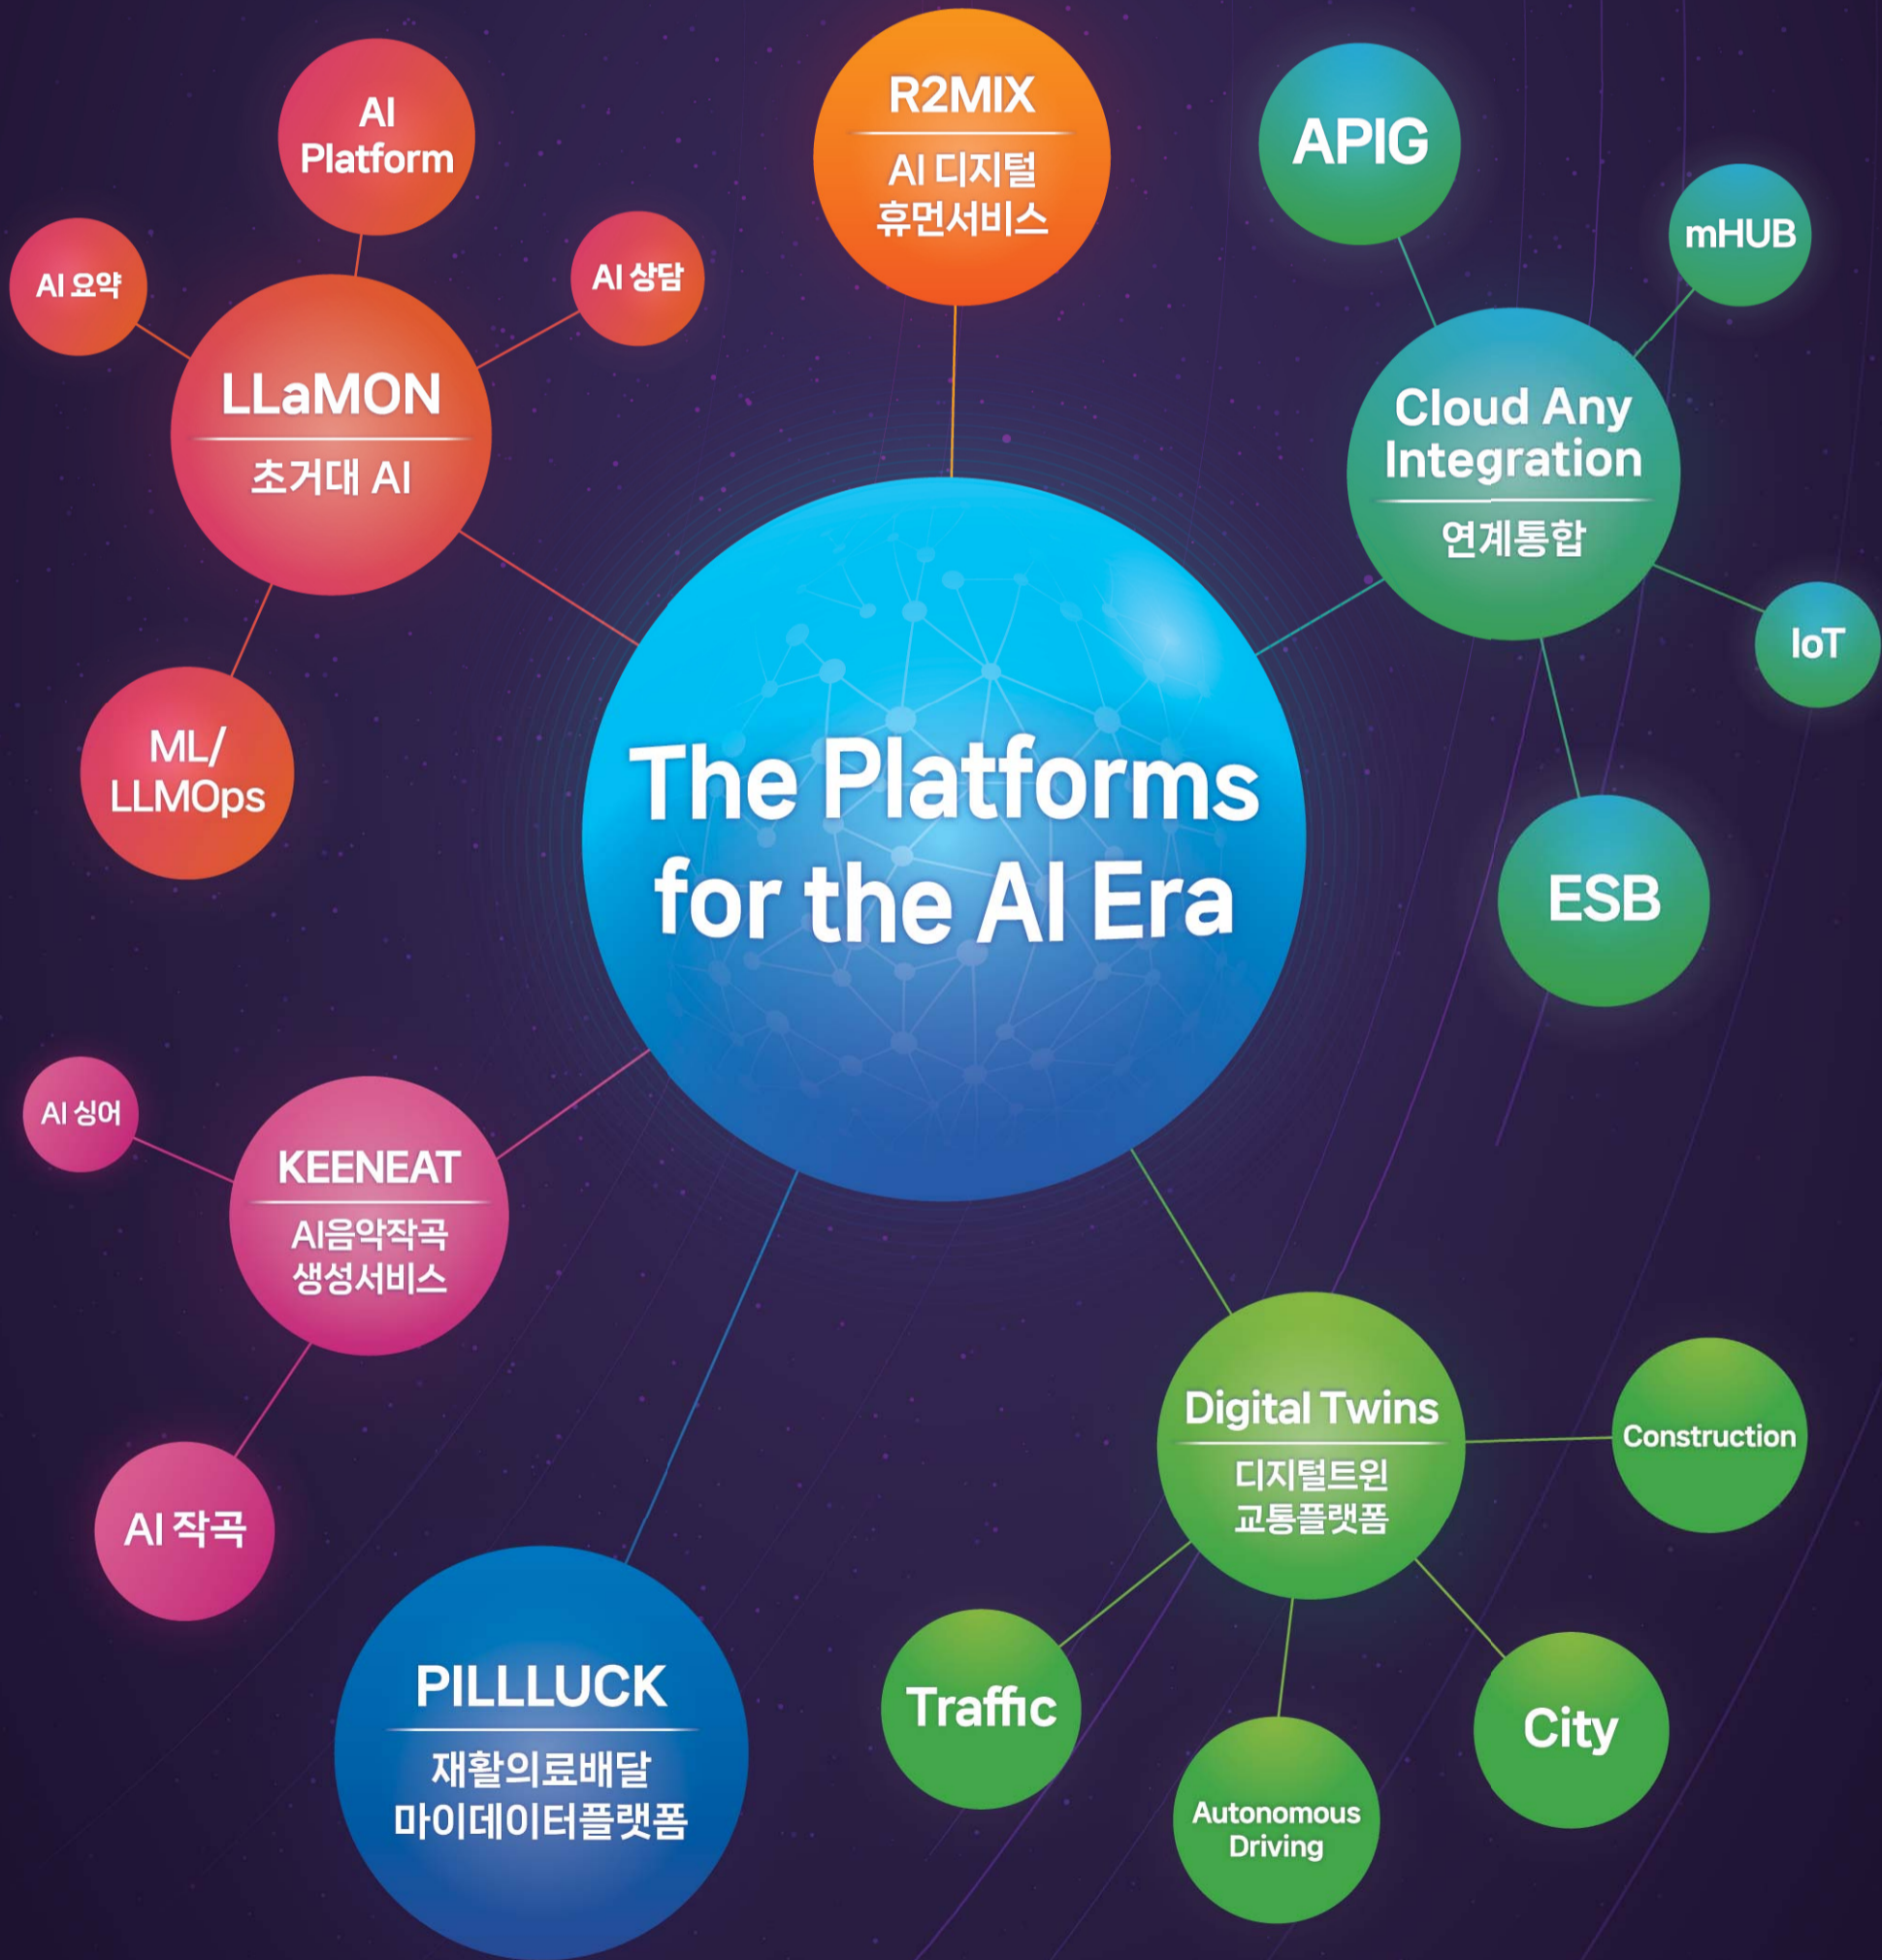 AI
Platform
AI 요약
AI 상담
LLaMON
초거대 AI
ML/
LLMOps
R2MIX
AI 디지털
휴먼서비스
APIG
mHUB
Cloud Any
Integration
연계통합
IoT
ESB
The Platforms
for the AI Era
AI 싱어
KEENEAT
AI음악작곡
생성서비스
AI 작곡
PILLLUCK
재활의료배달
마이데이터플랫폼
Digital Twins
디지털트윈
교통플랫폼
Construction
Traffic
Autonomous
Driving
City